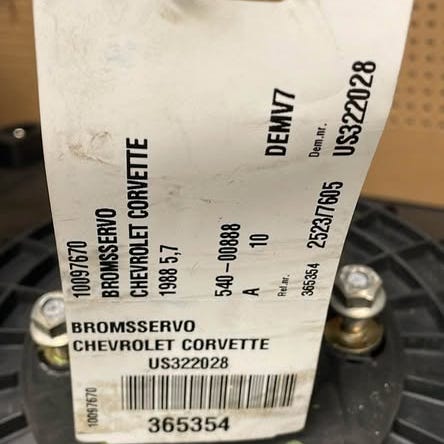 10097670
BROMSSERVO
CHEVROLET CORVETTE
1988 5,7
540-00888
A 10
DEMV7
Ref.nr. Dem.nr.
365354 2523/7605 US322028
BROMSSERVO
CHEVROLET CORVETTE
US322028
10097670
365354